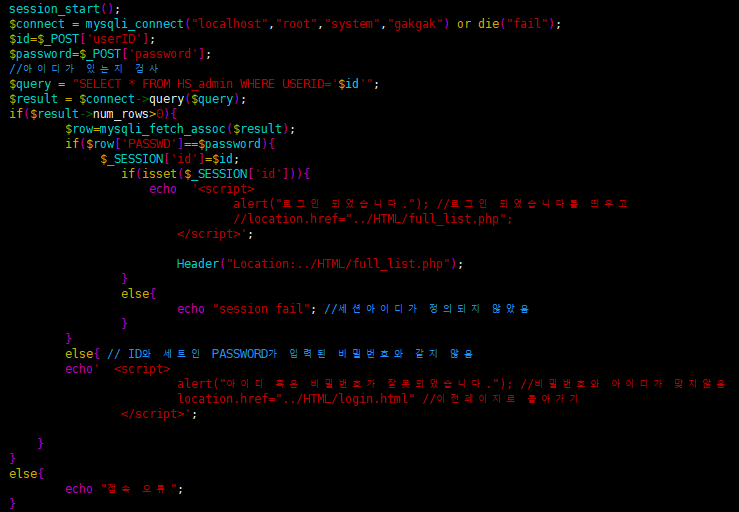 session_start();
$connect = mysqli_connect("localhost","root","system","gakgak") or die("fail");
$id=$_POST['userID'];
$password=$_POST['password'];
//아이디가 있는지 검사
$query = "SELECT * FROM HS_admin WHERE USERID='$id'";
$result = $connect->query($query);
if($result->num_rows>0){
$row=mysqli_fetch_assoc($result);
if($row['PASSWD']==$password){
$_SESSION['id']=$id;
if(isset($_SESSION['id'])){
echo '<script>
alert("로그인 되었습니다."); //로그인 되었습니다를 띄우고
//location.href="../HTML/full_list.php";
</script>';
Header("Location:../HTML/full_list.php");
}
else{
echo "session fail"; //세션아이디가 정의되지 않았음
}
}
else{ // ID와 세트인 PASSWORD가 입력된 비밀번호와 같지 않음
echo' <script>
alert("아이디 혹은 비밀번호가 잘못되었습니다."); //비밀번호와 아이디가 맞지않음
location.href="../HTML/login.html" //이전페이지로 돌아가기
</script>';
}
}
else{
echo "접속 오류";
}